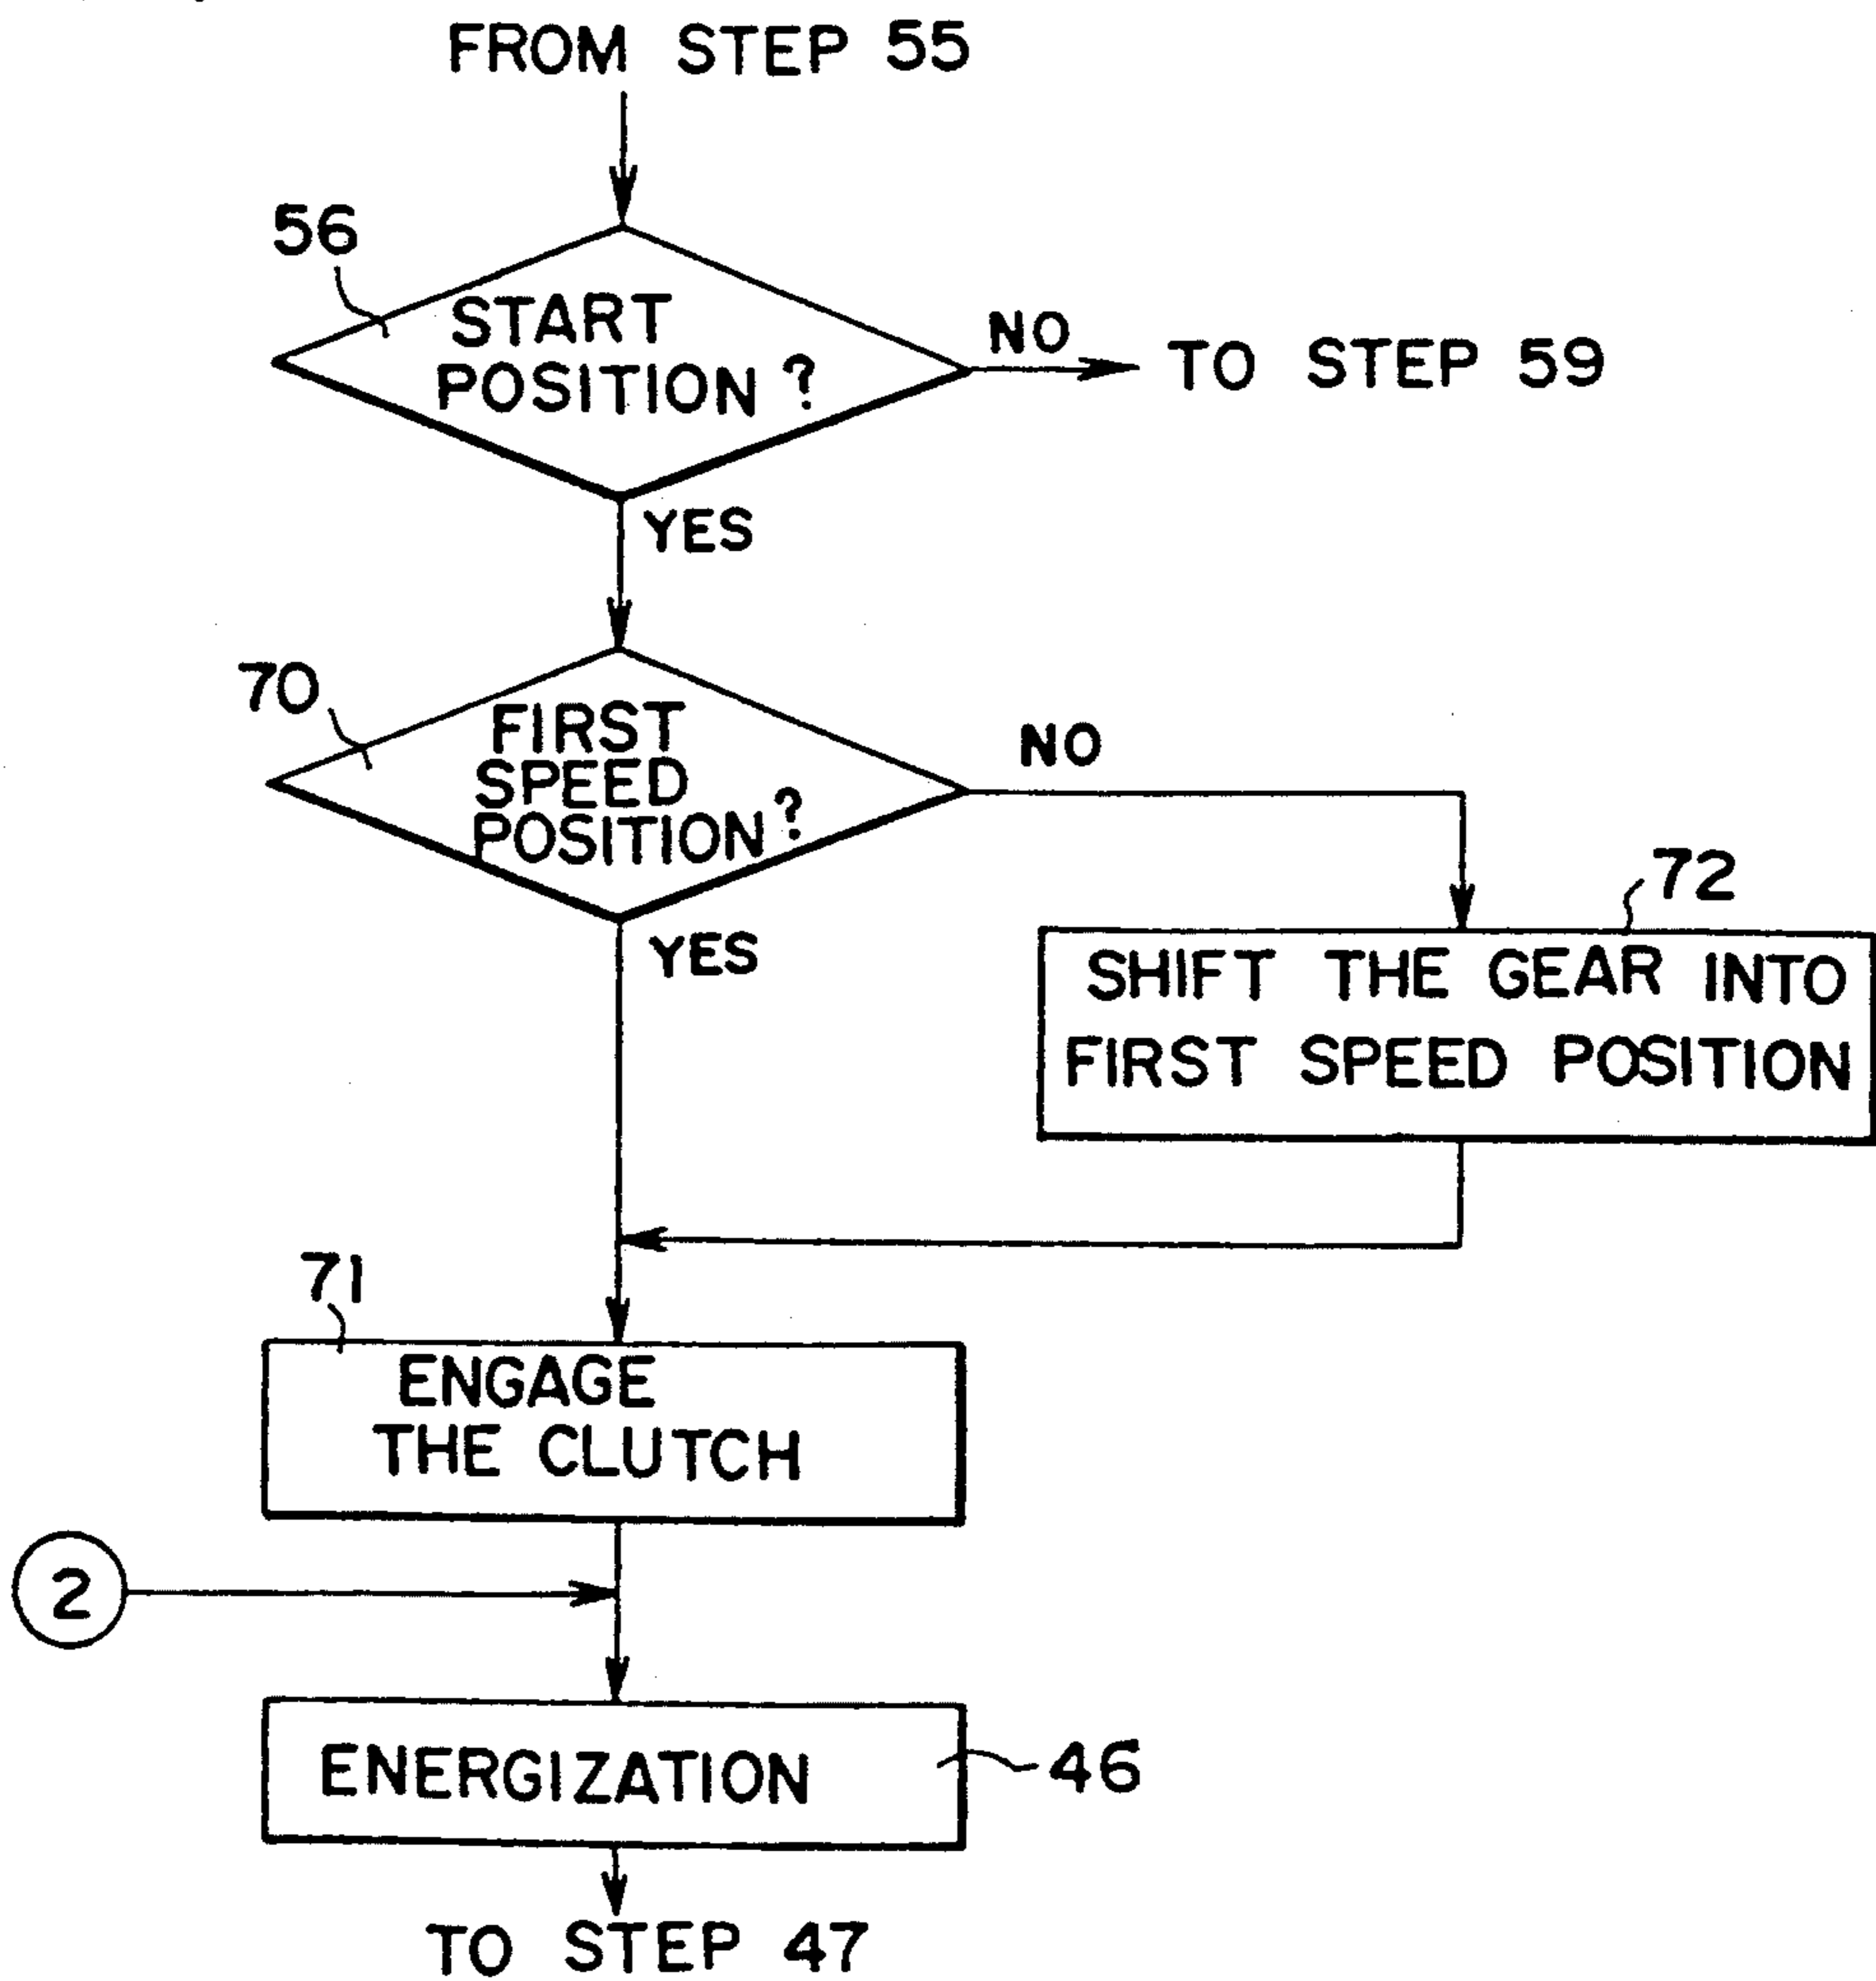 FROM STEP 55
56
START
POSITION ?
NO
TO STEP 59
YES
70
FIRST
SPEED
POSITION ?
NO
72
SHIFT THE GEAR INTO
FIRST SPEED POSITION
YES
71
ENGAGE
THE CLUTCH
2
ENERGIZATION
46
TO STEP 47